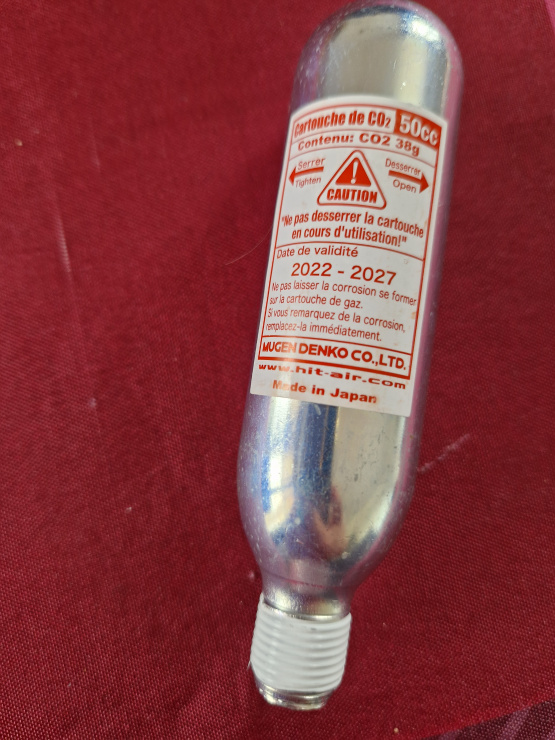 Cartouche de CO2 50cc
Contenu: CO2 38g
Serrer Desserrer
Tighten Open
CAUTION
"Ne pas desserrer la cartouche
en cours d'utilisation!"
Date de validité
2022 - 2027
Ne pas laisser la corrosion se former
sur la cartouche de gaz.
Si vous remarquez de la corrosion,
remplacez-la immédiatement.
MUGEN DENKO CO.,LTD.
www.hit-air.com
Made in Japan